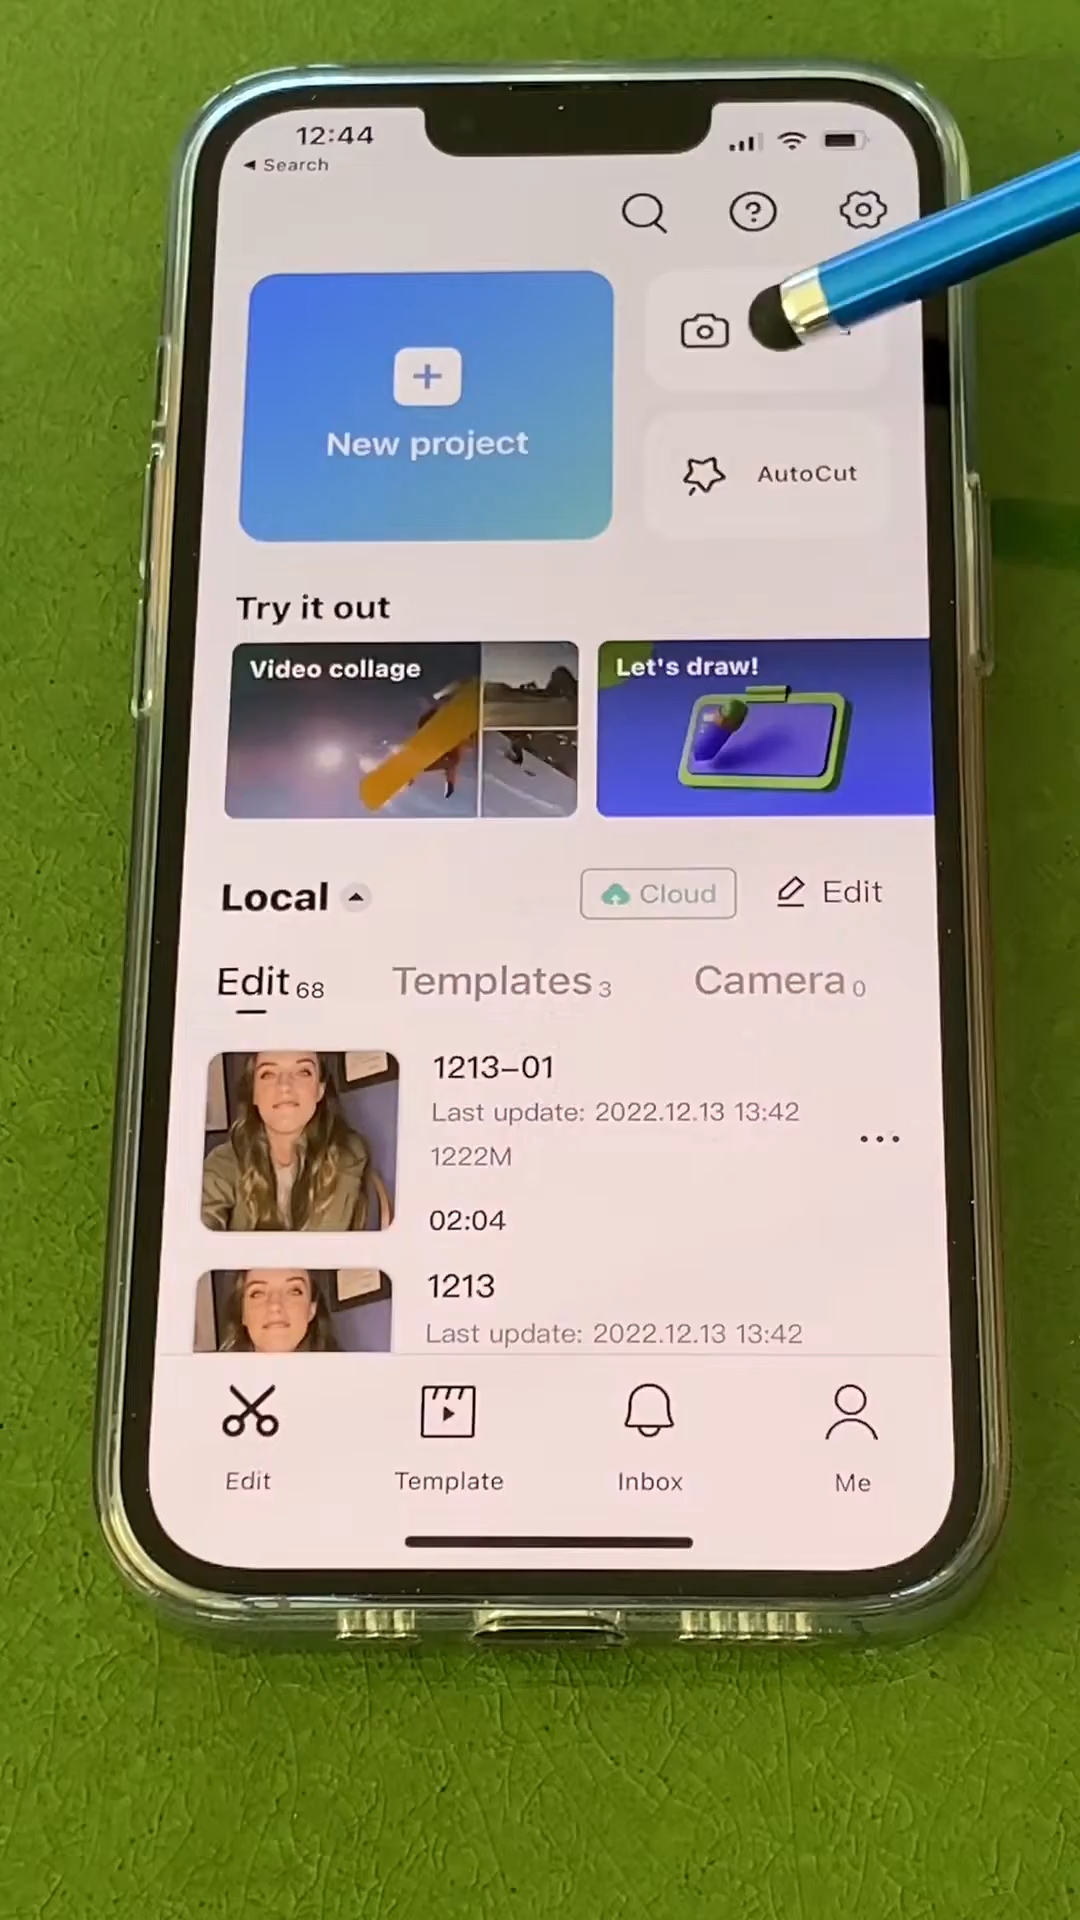 12:44
◀ Search
New project
AutoCut
Try it out
Video collage
Let's draw!
Local
Cloud
Edit
Edit 68
Templates 3
Camera 0
1213–01
Last update: 2022.12.13 13:42
1222M
02:04
1213
Last update: 2022.12.13 13:42
Edit
Template
Inbox
Me